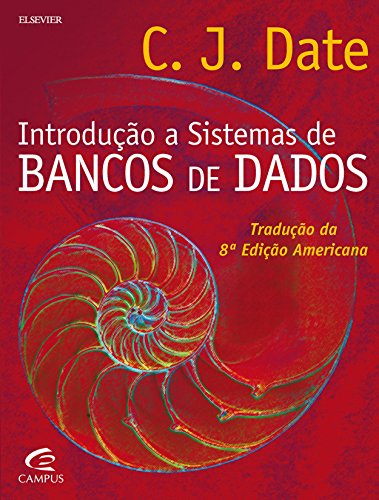 ELSEVIER
C. J. Date
Introdução a Sistemas de
BANCOS DE DADOS
Tradução da
8ª Edição Americana
CAMPUS